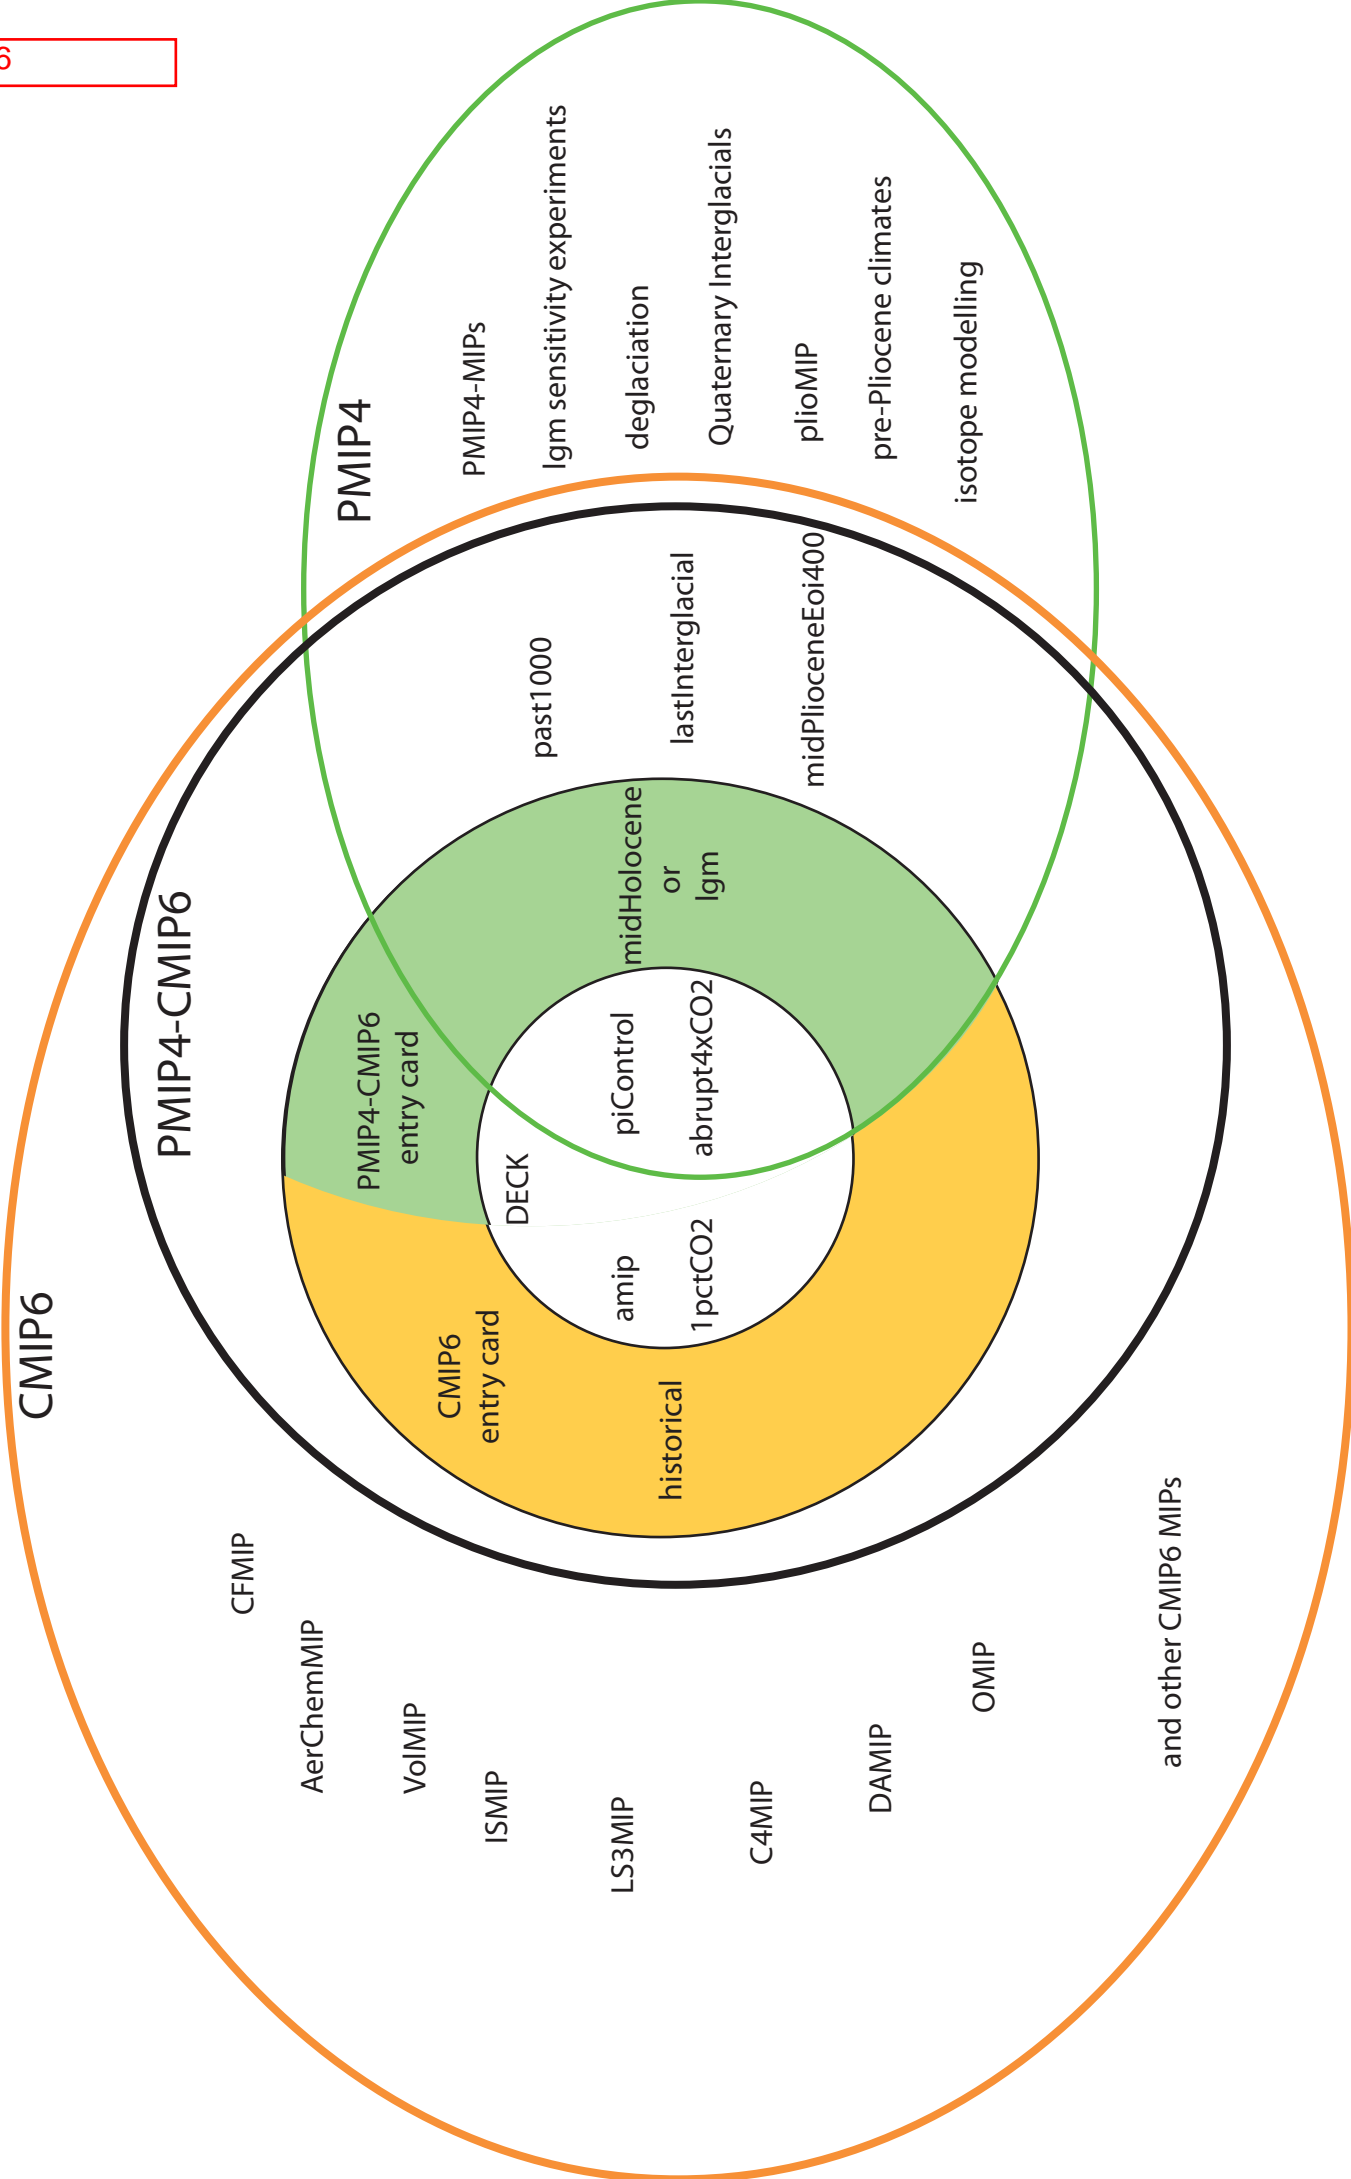 6
CMIP6
PMIP4-CMIP6
PMIP4
CFMIP
AerChemMIP
VolMIP
ISMIP
LS3MIP
C4MIP
DAMIP
OMIP
and other CMIP6 MIPs
CMIP6
entry card
historical
PMIP4-CMIP6
entry card
DECK
amip
1pctCO2
piControl
abrupt4xCO2
midHolocene
or
lgm
past1000
lastInterglacial
midPlioceneEoi400
PMIP4-MIPs
lgm sensitivity experiments
deglaciation
Quaternary Interglacials
plioMIP
pre-Pliocene climates
isotope modelling